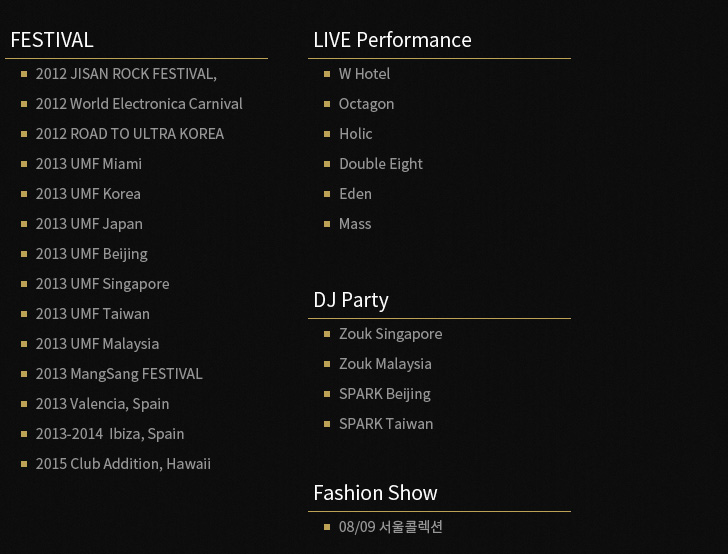 FESTIVAL
2012 JISAN ROCK FESTIVAL,
2012 World Electronica Carnival
2012 ROAD TO ULTRA KOREA
2013 UMF Miami
2013 UMF Korea
2013 UMF Japan
2013 UMF Beijing
2013 UMF Singapore
2013 UMF Taiwan
2013 UMF Malaysia
2013 MangSang FESTIVAL
2013 Valencia, Spain
2013-2014 Ibiza, Spain
2015 Club Addition, Hawaii
LIVE Performance
W Hotel
Octagon
Holic
Double Eight
Eden
Mass
DJ Party
Zouk Singapore
Zouk Malaysia
SPARK Beijing
SPARK Taiwan
Fashion Show
08/09 서울콜렉션